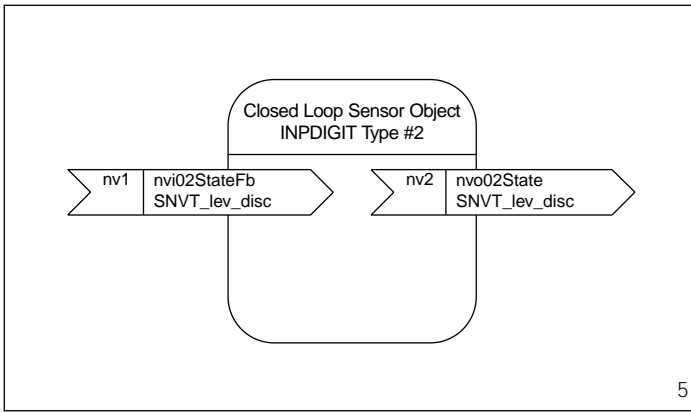 Closed Loop Sensor Object
INPDIGIT Type #2
nv1
nvi02StateFb
SNVT_lev_disc
nv2
nvo02State
SNVT_lev_disc
5